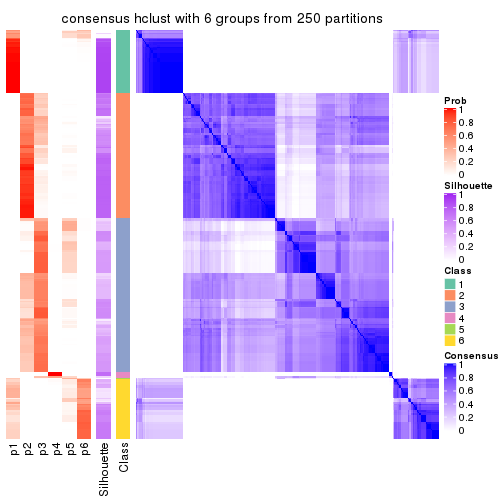 consensus hclust with 6 groups from 250 partitions
Prob
1
0.8
0.6
0.4
0.2
0
Silhouette
1
0.8
0.6
0.4
0.2
0
Class
1
2
3
4
5
6
Consensus
1
0.8
0.6
0.4
0.2
0
p1
p2
p3
p4
p5
p6
Silhouette
Class